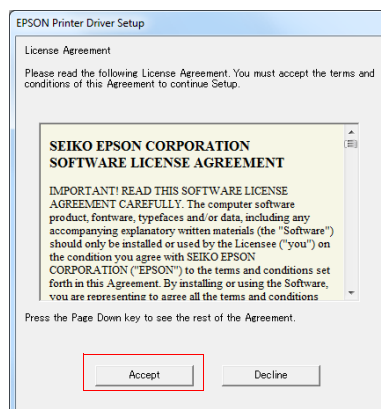 EPSON Printer Driver Setup
License Agreement
Please read the following License Agreement. You must accept the terms and
conditions of this Agreement to continue Setup.
SEIKO EPSON CORPORATION
SOFTWARE LICENSE AGREEMENT
IMPORTANT! READ THIS SOFTWARE LICENSE
AGREEMENT CAREFULLY. The computer software
product, fontware, typefaces and/or data, including any
accompanying explanatory written materials (the "Software")
should only be installed or used by the Licensee ("you") on
the condition you agree with SEIKO EPSON
CORPORATION ("EPSON") to the terms and conditions set
forth in this Agreement. By installing or using the Software,
you are representing to agree all the terms and conditions
Press the Page Down key to see the rest of the Agreement.
Accept
Decline